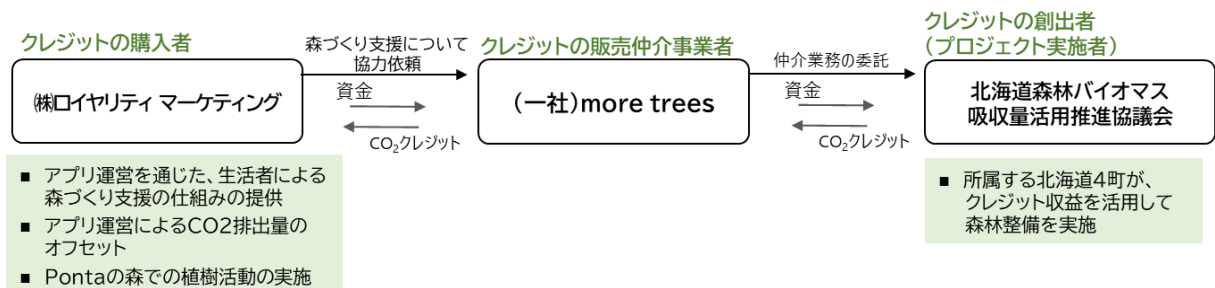 クレジットの購入者
㈱ロイヤリティ マーケティング
森づくり支援について
協力依頼
資金
CO₂クレジット
クレジットの販売仲介事業者
(一社)more trees
仲介業務の委託
資金
CO₂クレジット
クレジットの創出者
(プロジェクト実施者)
北海道森林バイオマス
吸収量活用推進協議会
■ アプリ運営を通じた、生活者による
森づくり支援の仕組みの提供
■ アプリ運営によるCO2排出量の
オフセット
■ Pontaの森での植樹活動の実施
■ 所属する北海道4町が、
クレジット収益を活用して
森林整備を実施